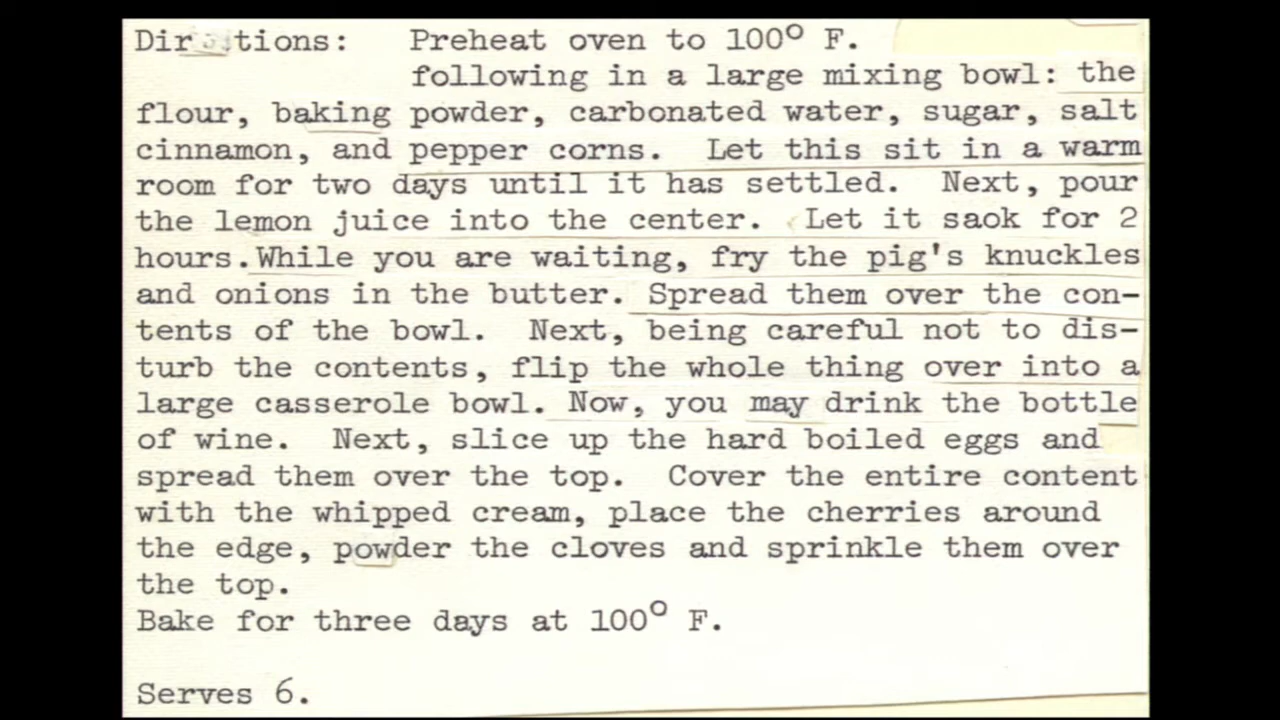 Directions: Preheat oven to 100° F.
following in a large mixing bowl: the
flour, baking powder, carbonated water, sugar, salt
cinnamon, and pepper corns. Let this sit in a warm
room for two days until it has settled. Next, pour
the lemon juice into the center. Let it saok for 2
hours.While you are waiting, fry the pig's knuckles
and onions in the butter. Spread them over the con-
tents of the bowl. Next, being careful not to dis-
turb the contents, flip the whole thing over into a
large casserole bowl. Now, you may drink the bottle
of wine. Next, slice up the hard boiled eggs and
spread them over the top. Cover the entire content
with the whipped cream, place the cherries around
the edge, powder the cloves and sprinkle them over
the top.
Bake for three days at 100° F.
Serves 6.